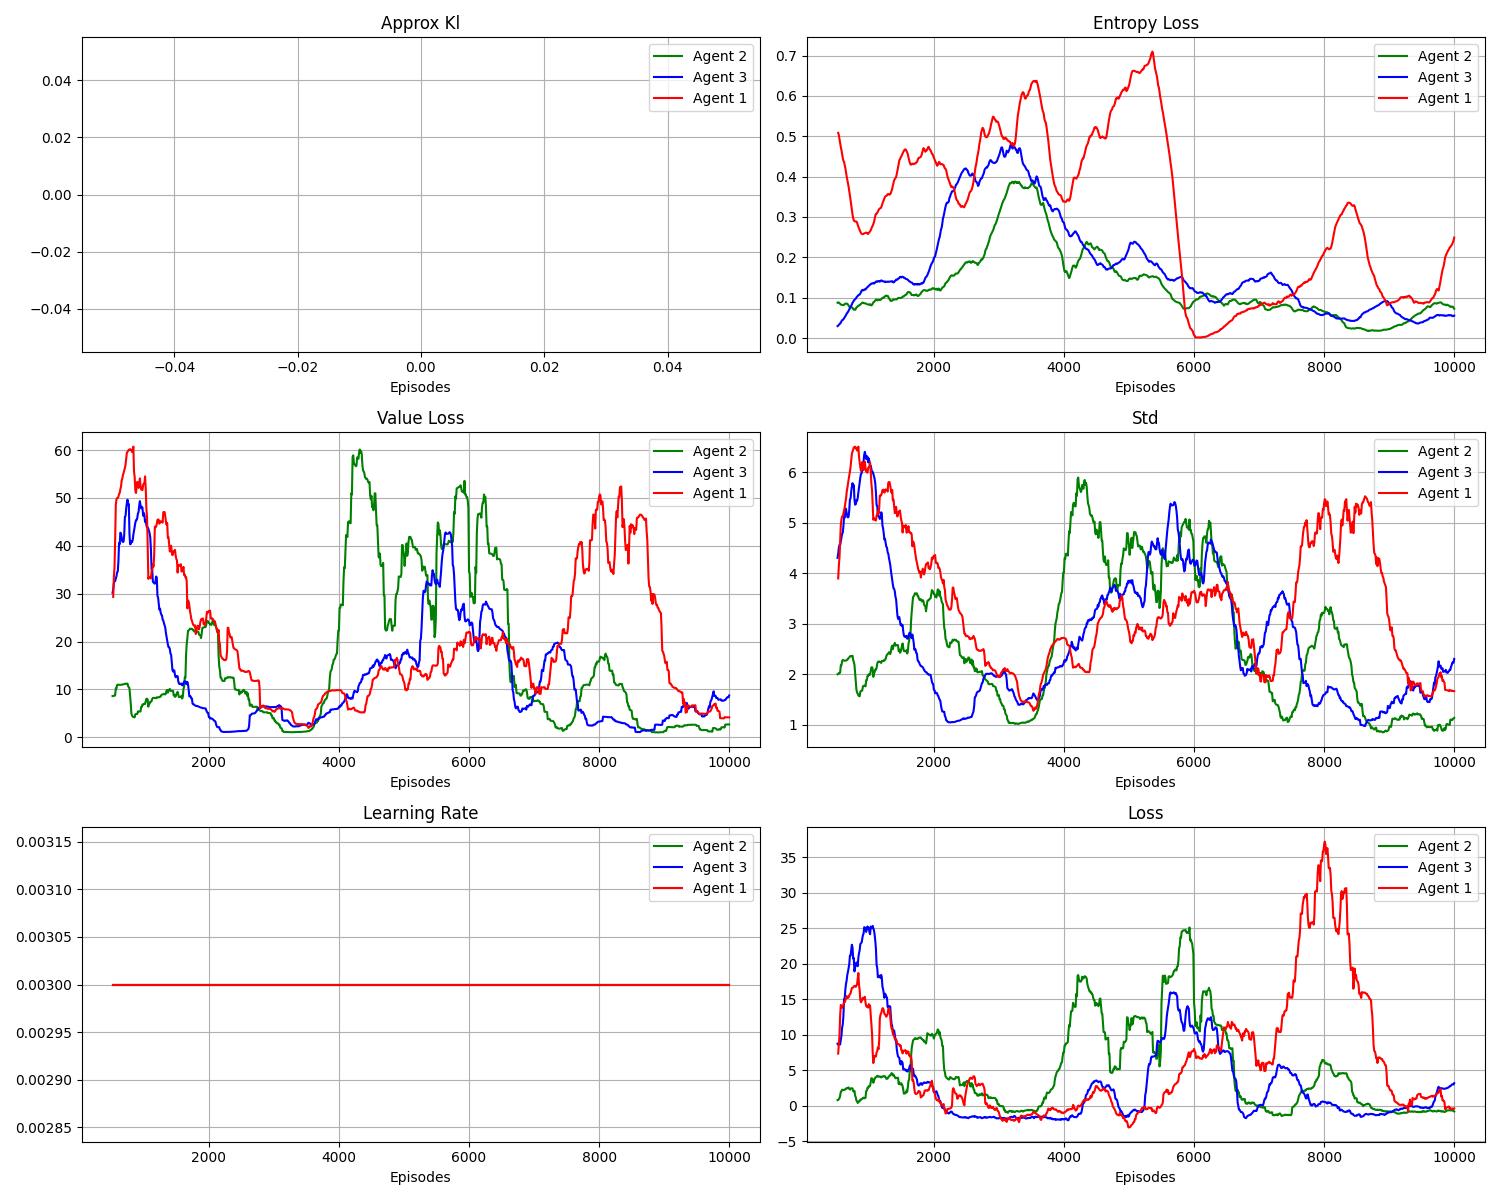 Approx Kl
Agent 2
Agent 3
Agent 1
0.04
0.02
0.00
−0.02
−0.04
−0.04 −0.02 0.00 0.02 0.04
Episodes
Entropy Loss
Agent 2
Agent 3
Agent 1
0.7
0.6
0.5
0.4
0.3
0.2
0.1
0.0
2000 4000 6000 8000 10000
Episodes
Value Loss
Agent 2
Agent 3
Agent 1
60
50
40
30
20
10
0
2000 4000 6000 8000 10000
Episodes
Std
Agent 2
Agent 3
Agent 1
6
5
4
3
2
1
2000 4000 6000 8000 10000
Episodes
Learning Rate
Agent 2
Agent 3
Agent 1
0.00315
0.00310
0.00305
0.00300
0.00295
0.00290
0.00285
2000 4000 6000 8000 10000
Episodes
Loss
Agent 2
Agent 3
Agent 1
35
30
25
20
15
10
5
0
−5
2000 4000 6000 8000 10000
Episodes